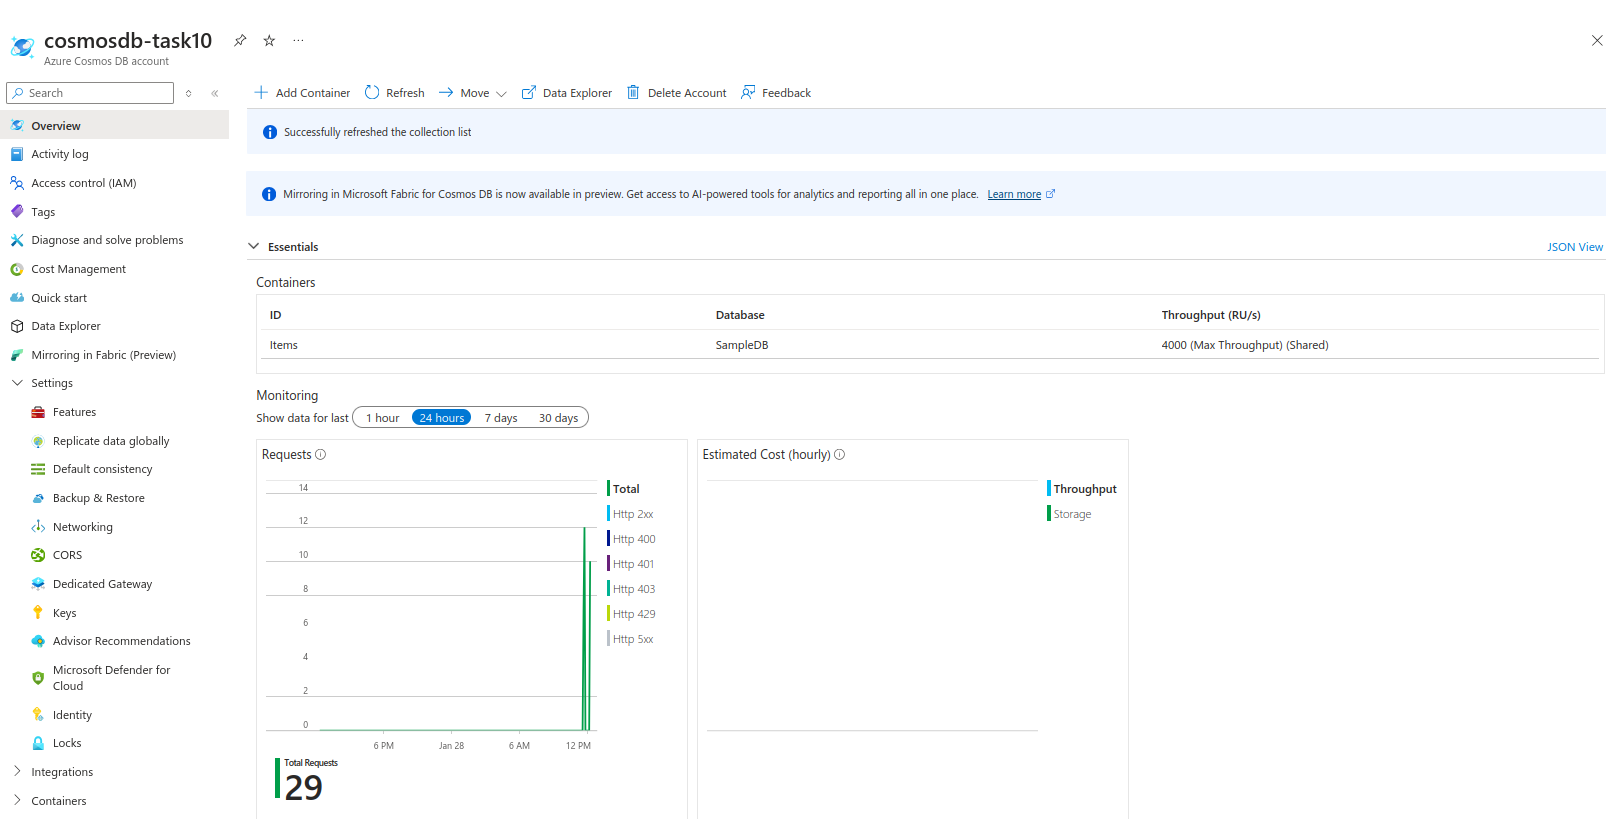 cosmosdb-task10
Azure Cosmos DB account
Search
Overview
Activity log
Access control (IAM)
Tags
Diagnose and solve problems
Cost Management
Quick start
Data Explorer
Mirroring in Fabric (Preview)
Settings
Features
Replicate data globally
Default consistency
Backup & Restore
Networking
CORS
Dedicated Gateway
Keys
Advisor Recommendations
Microsoft Defender for
Cloud
Identity
Locks
Integrations
Containers
Add Container Refresh Move Data Explorer Delete Account Feedback
Successfully refreshed the collection list
Mirroring in Microsoft Fabric for Cosmos DB is now available in preview. Get access to AI-powered tools for analytics and reporting all in one place. Learn more
Essentials JSON View
Containers
ID Database Throughput (RU/s)
Items SampleDB 4000 (Max Throughput) (Shared)
Monitoring
Show data for last 1 hour 24 hours 7 days 30 days
Requests
14
12
10
8
6
4
2
0
6 PM Jan 28 6 AM 12 PM
Total
Http 2xx
Http 400
Http 401
Http 403
Http 429
Http 5xx
Total Requests
29
Estimated Cost (hourly)
Throughput
Storage